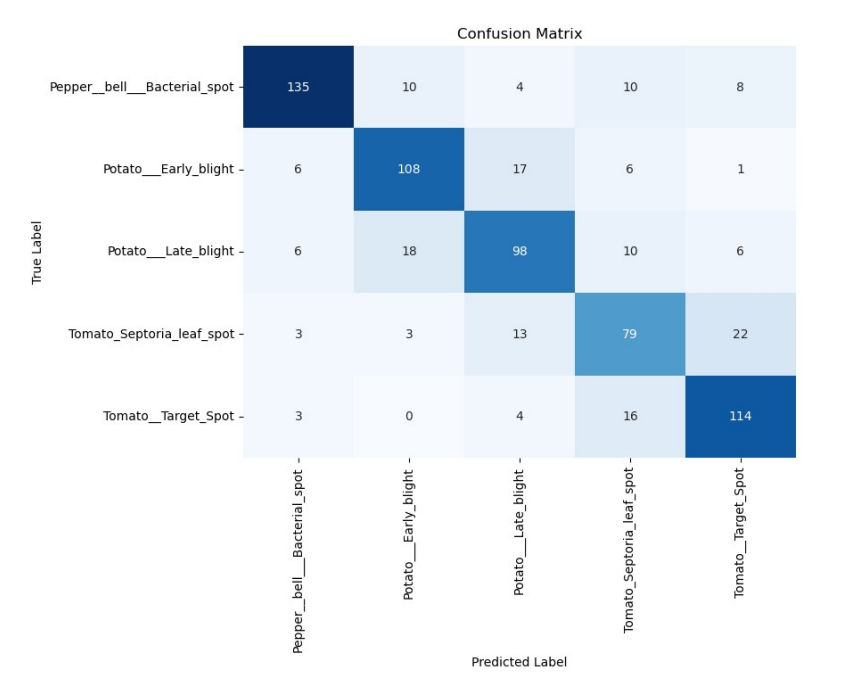 Confusion Matrix
Pepper__bell___Bacterial_spot 135 10 4 10 8
Potato___Early_blight 6 108 17 6 1
Potato___Late_blight 6 18 98 10 6
Tomato_Septoria_leaf_spot 3 3 13 79 22
Tomato__Target_Spot 3 0 4 16 114
True Label
Pepper__bell___Bacterial_spot
Potato___Early_blight
Potato___Late_blight
Tomato_Septoria_leaf_spot
Tomato__Target_Spot
Predicted Label